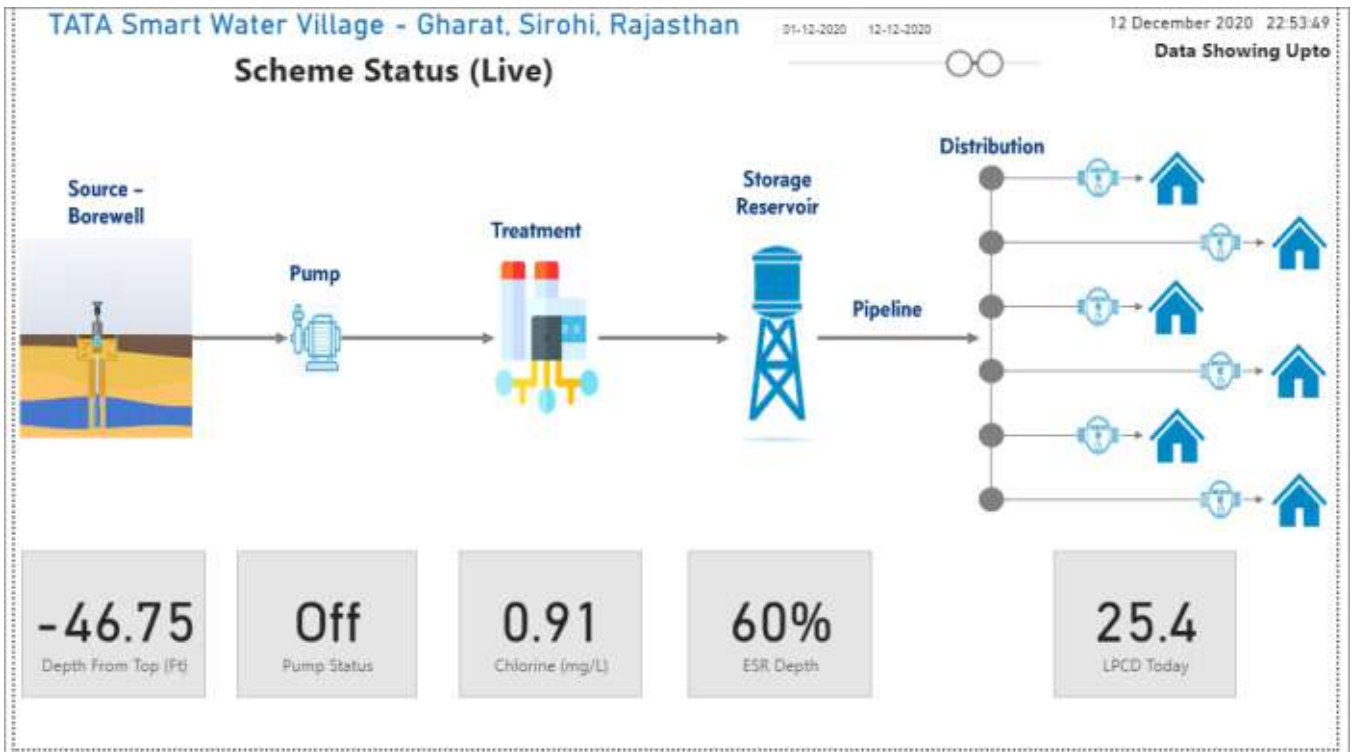 TATA Smart Water Village - Gharat, Sirohi, Rajasthan
01-12-2020 12-12-2020
12 December 2020 22:53:49
Data Showing Upto
Scheme Status (Live)
Source –
Borewell
Pump
Treatment
Storage
Reservoir
Pipeline
Distribution
-46.75
Depth From Top (Ft)
Off
Pump Status
0.91
Chlorine (mg/L)
60%
ESR Depth
25.4
LPCD Today